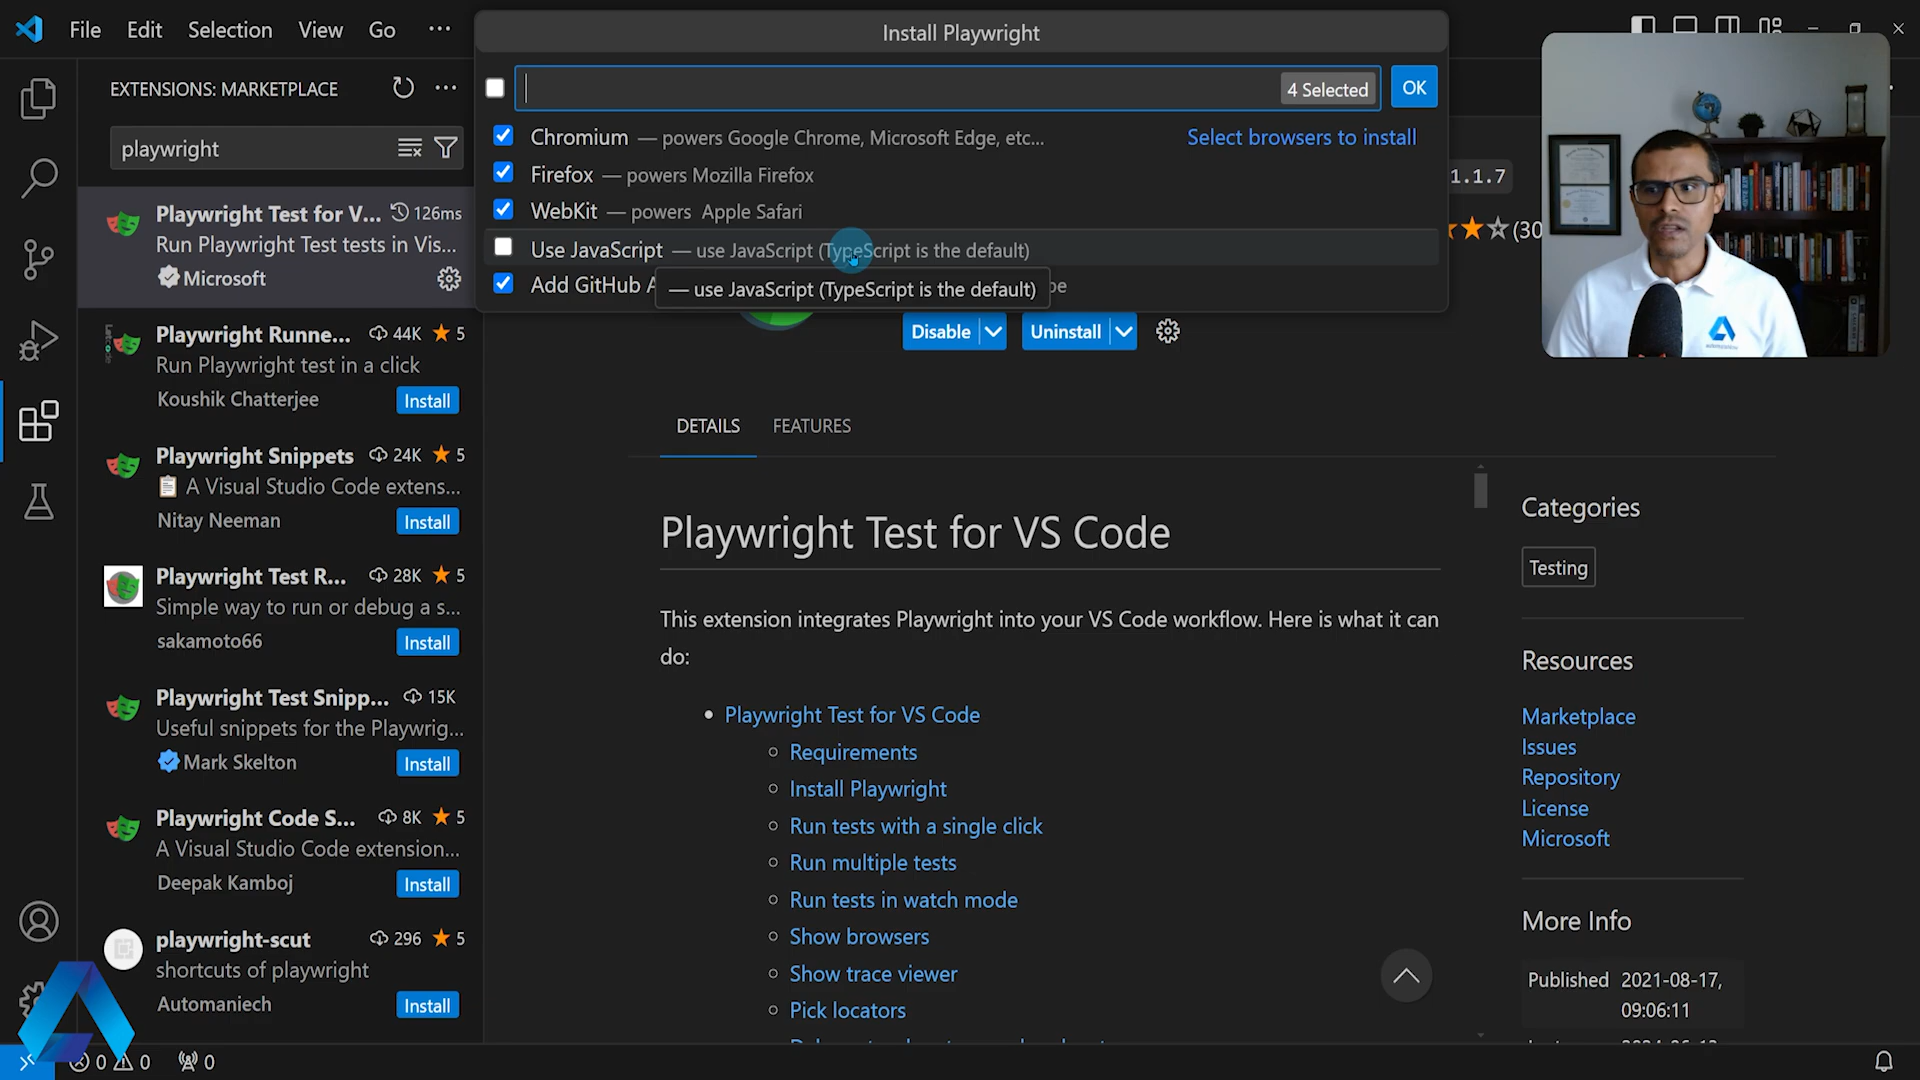 File Edit Selection View Go ...
Install Playwright
EXTENSIONS: MARKETPLACE
4 Selected
OK
Chromium — powers Google Chrome, Microsoft Edge, etc...
Select browsers to install
Firefox — powers Mozilla Firefox
WebKit — powers Apple Safari
Use JavaScript — use JavaScript (TypeScript is the default)
Add GitHub A
— use JavaScript (TypeScript is the default)
playwright
Playwright Test for V... 126ms
Run Playwright Test tests in Vis...
Microsoft
Playwright Runne... 44K 5
Run Playwright test in a click
Koushik Chatterjee Install
Playwright Snippets 24K 5
A Visual Studio Code extens...
Nitay Neeman Install
Playwright Test R... 28K 5
Simple way to run or debug a s...
sakamoto66 Install
Playwright Test Snipp... 15K
Useful snippets for the Playwrig...
Mark Skelton Install
Playwright Code S... 8K 5
A Visual Studio Code extension...
Deepak Kamboj Install
playwright-scut 296 5
shortcuts of playwright
Automaniech Install
1.1.7
(30
Disable Uninstall
DETAILS FEATURES
Playwright Test for VS Code
This extension integrates Playwright into your VS Code workflow. Here is what it can
do:
Playwright Test for VS Code
Requirements
Install Playwright
Run tests with a single click
Run multiple tests
Run tests in watch mode
Show browsers
Show trace viewer
Pick locators
Categories
Testing
Resources
Marketplace
Issues
Repository
License
Microsoft
More Info
Published 2021-08-17,
09:06:11
0 0 0